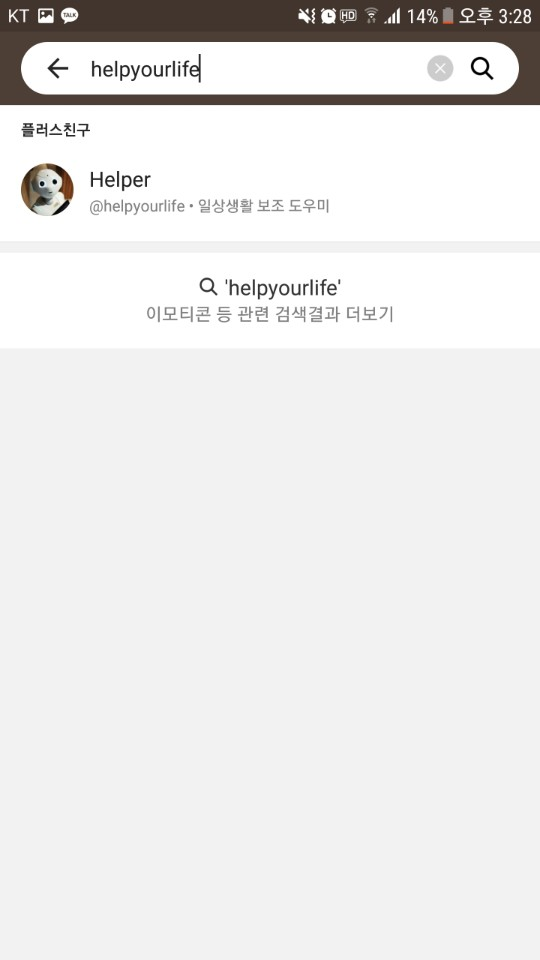 KT TALK HD 14% 오후 3:28
helpyourlife
플러스친구
Helper
@helpyourlife • 일상생활 보조 도우미
'helpyourlife'
이모티콘 등 관련 검색결과 더보기